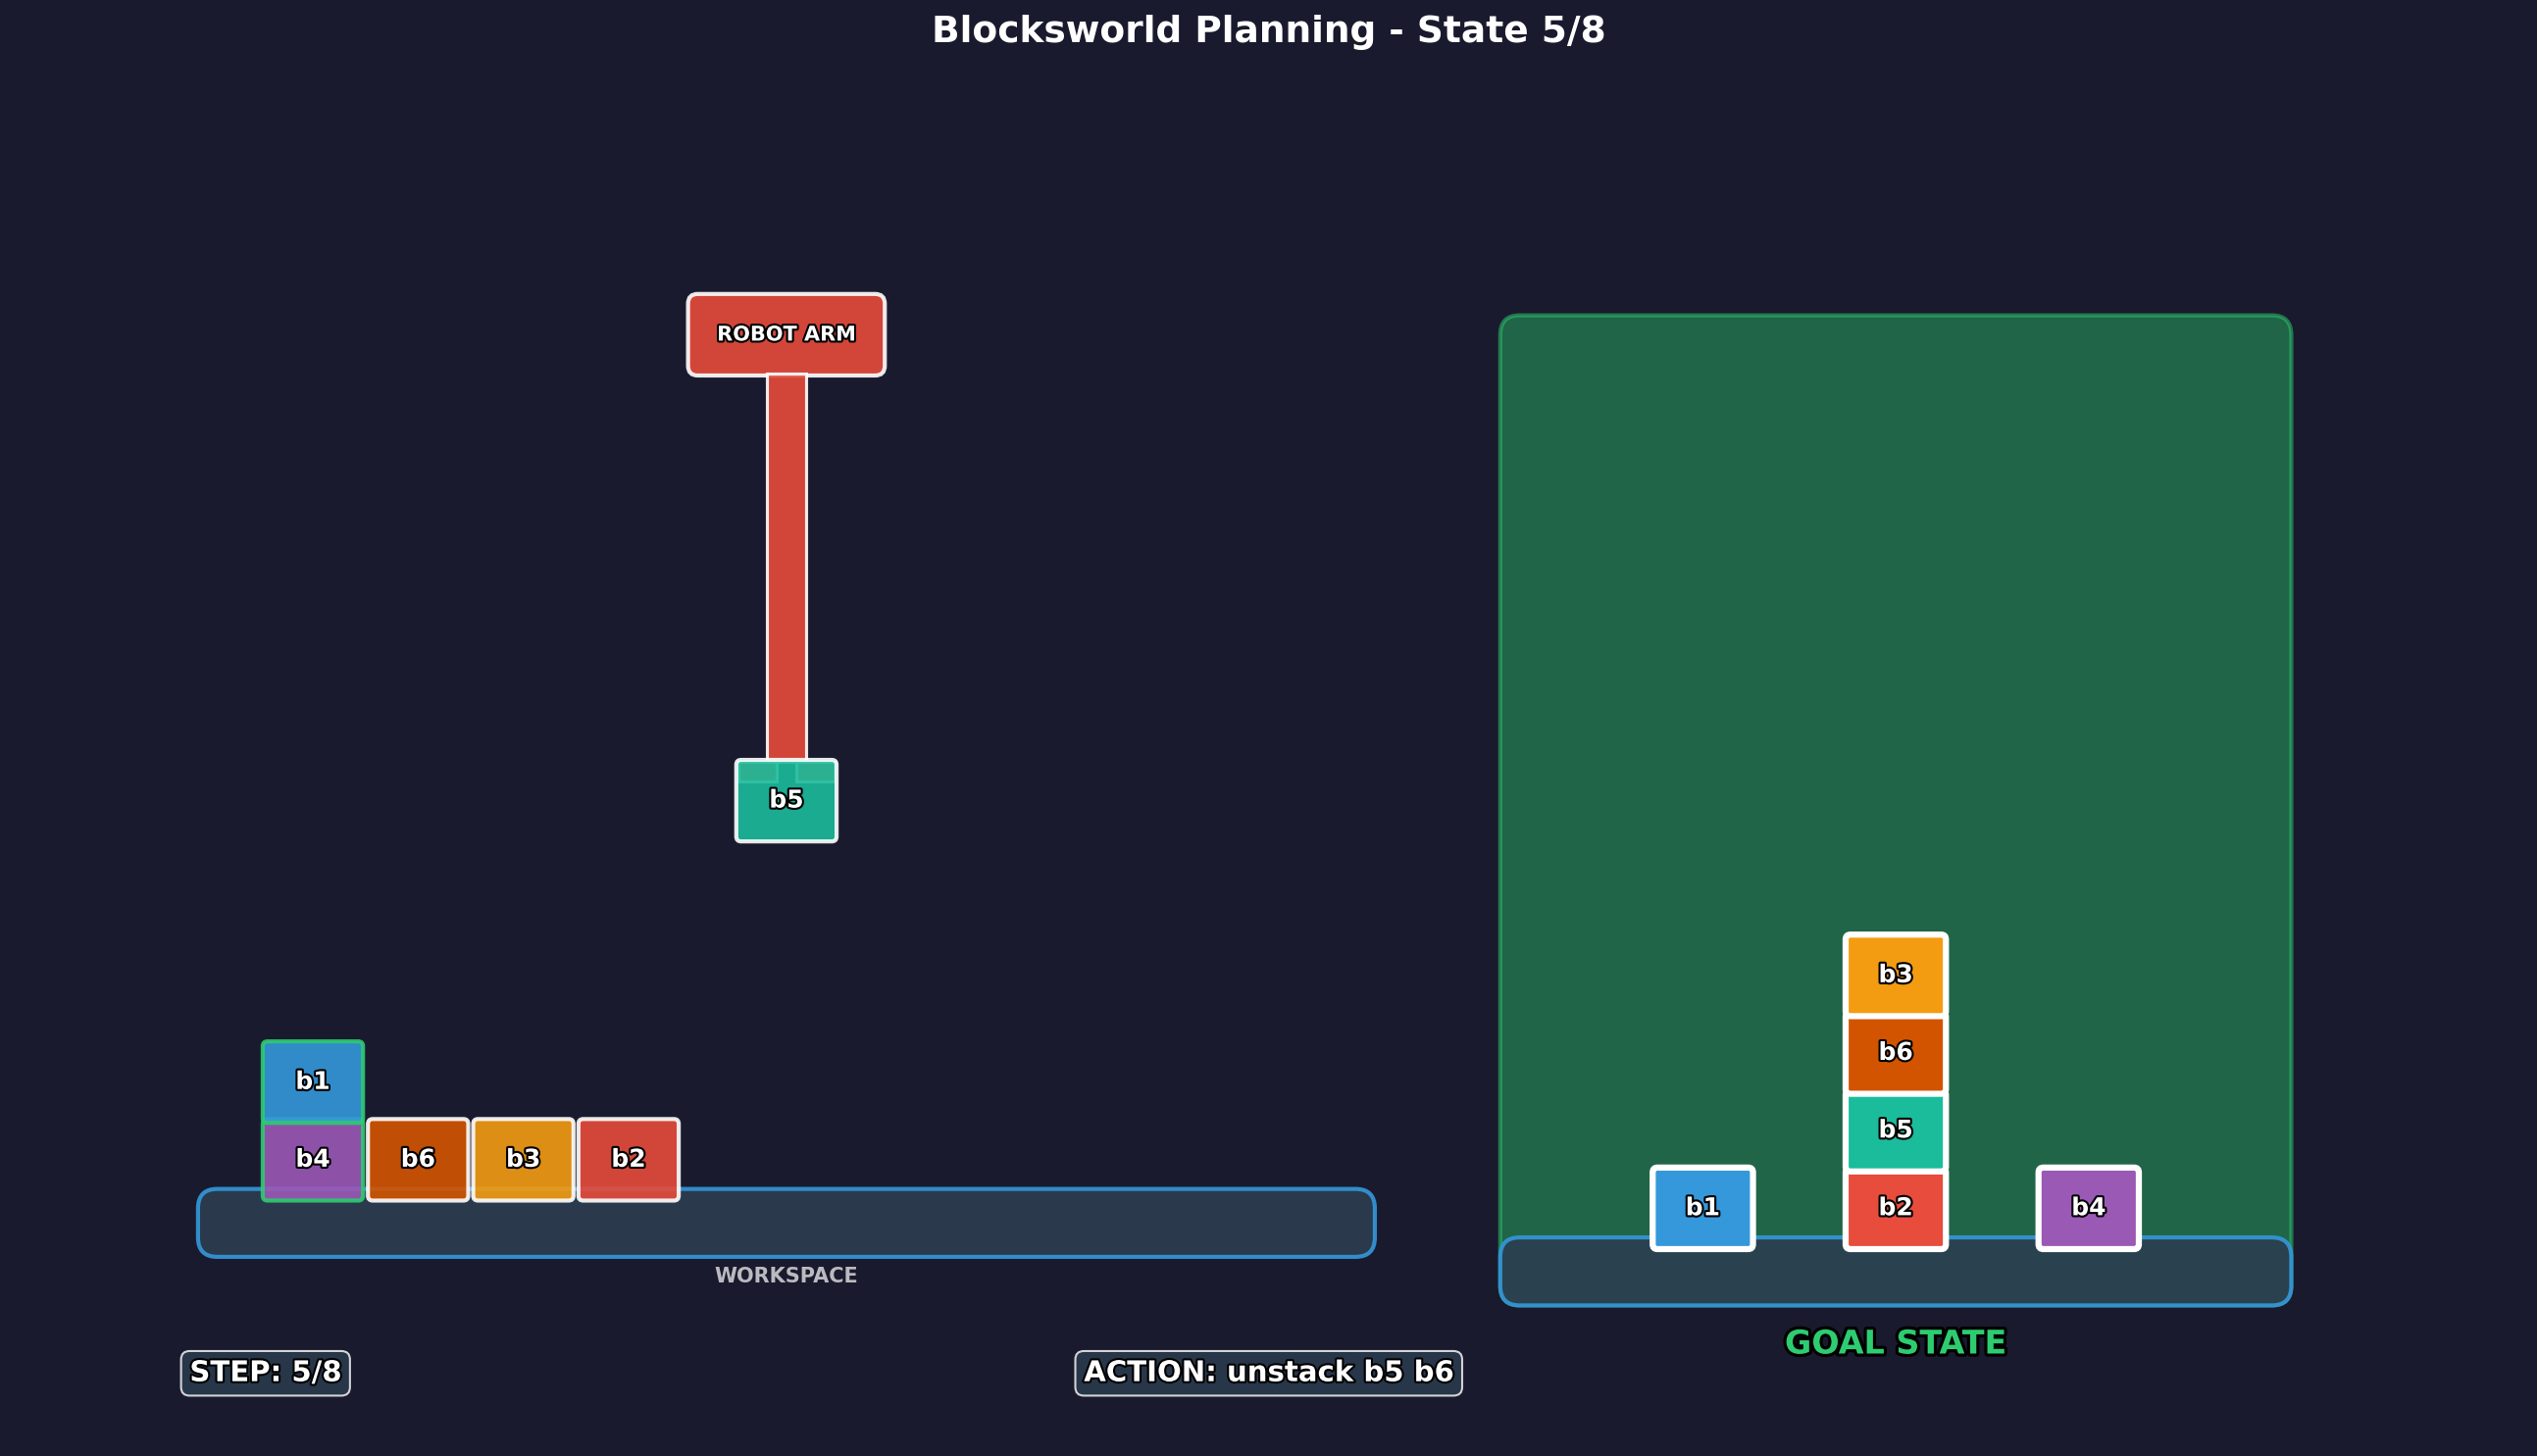 Blocksworld Planning - State 5/8
ROBOT ARM
b5
b1
b4
b6
b3
b2
WORKSPACE
b3
b6
b5
b1
b2
b4
GOAL STATE
STEP: 5/8
ACTION: unstack b5 b6